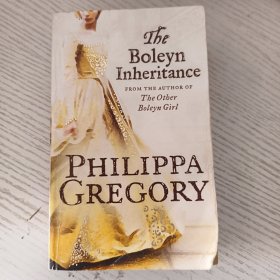 The
Boleyn
Inheritance
FROM THE AUTHOR OF
The Other
Boleyn Girl
PHILIPPA
GREGORY